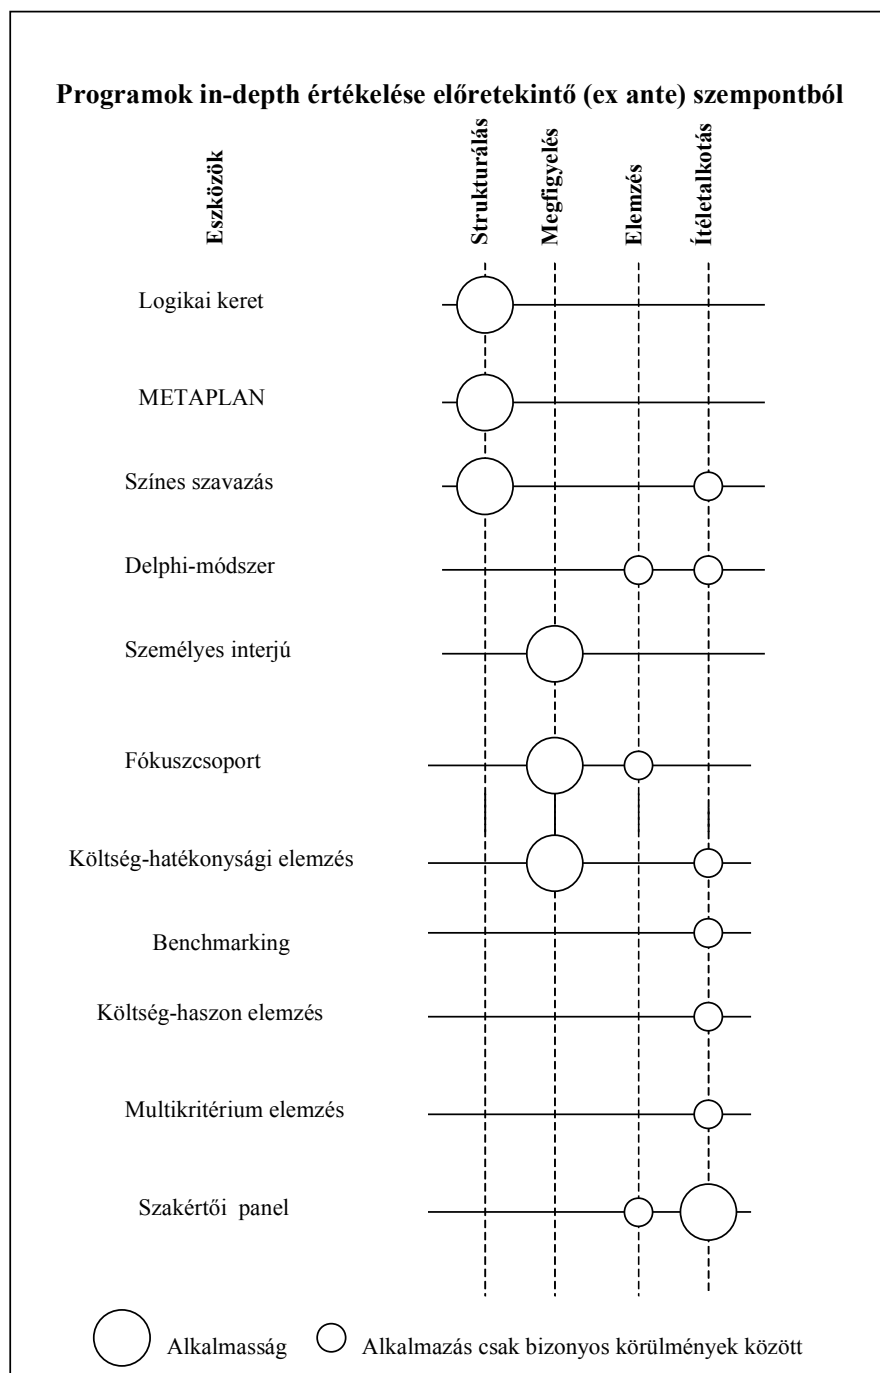 Programok in-depth értékelése előretekintő (ex ante) szempontból
Eszközök
Strukturálás
Megfigyelés
Elemzés
Ítéletalkotás
Logikai keret
METAPLAN
Színes szavazás
Delphi-módszer
Személyes interjú
Fókuszcsoport
Költség-hatékonysági elemzés
Benchmarking
Költség-haszon elemzés
Multikritérium elemzés
Szakértői panel
Alkalmasság
Alkalmazás csak bizonyos körülmények között